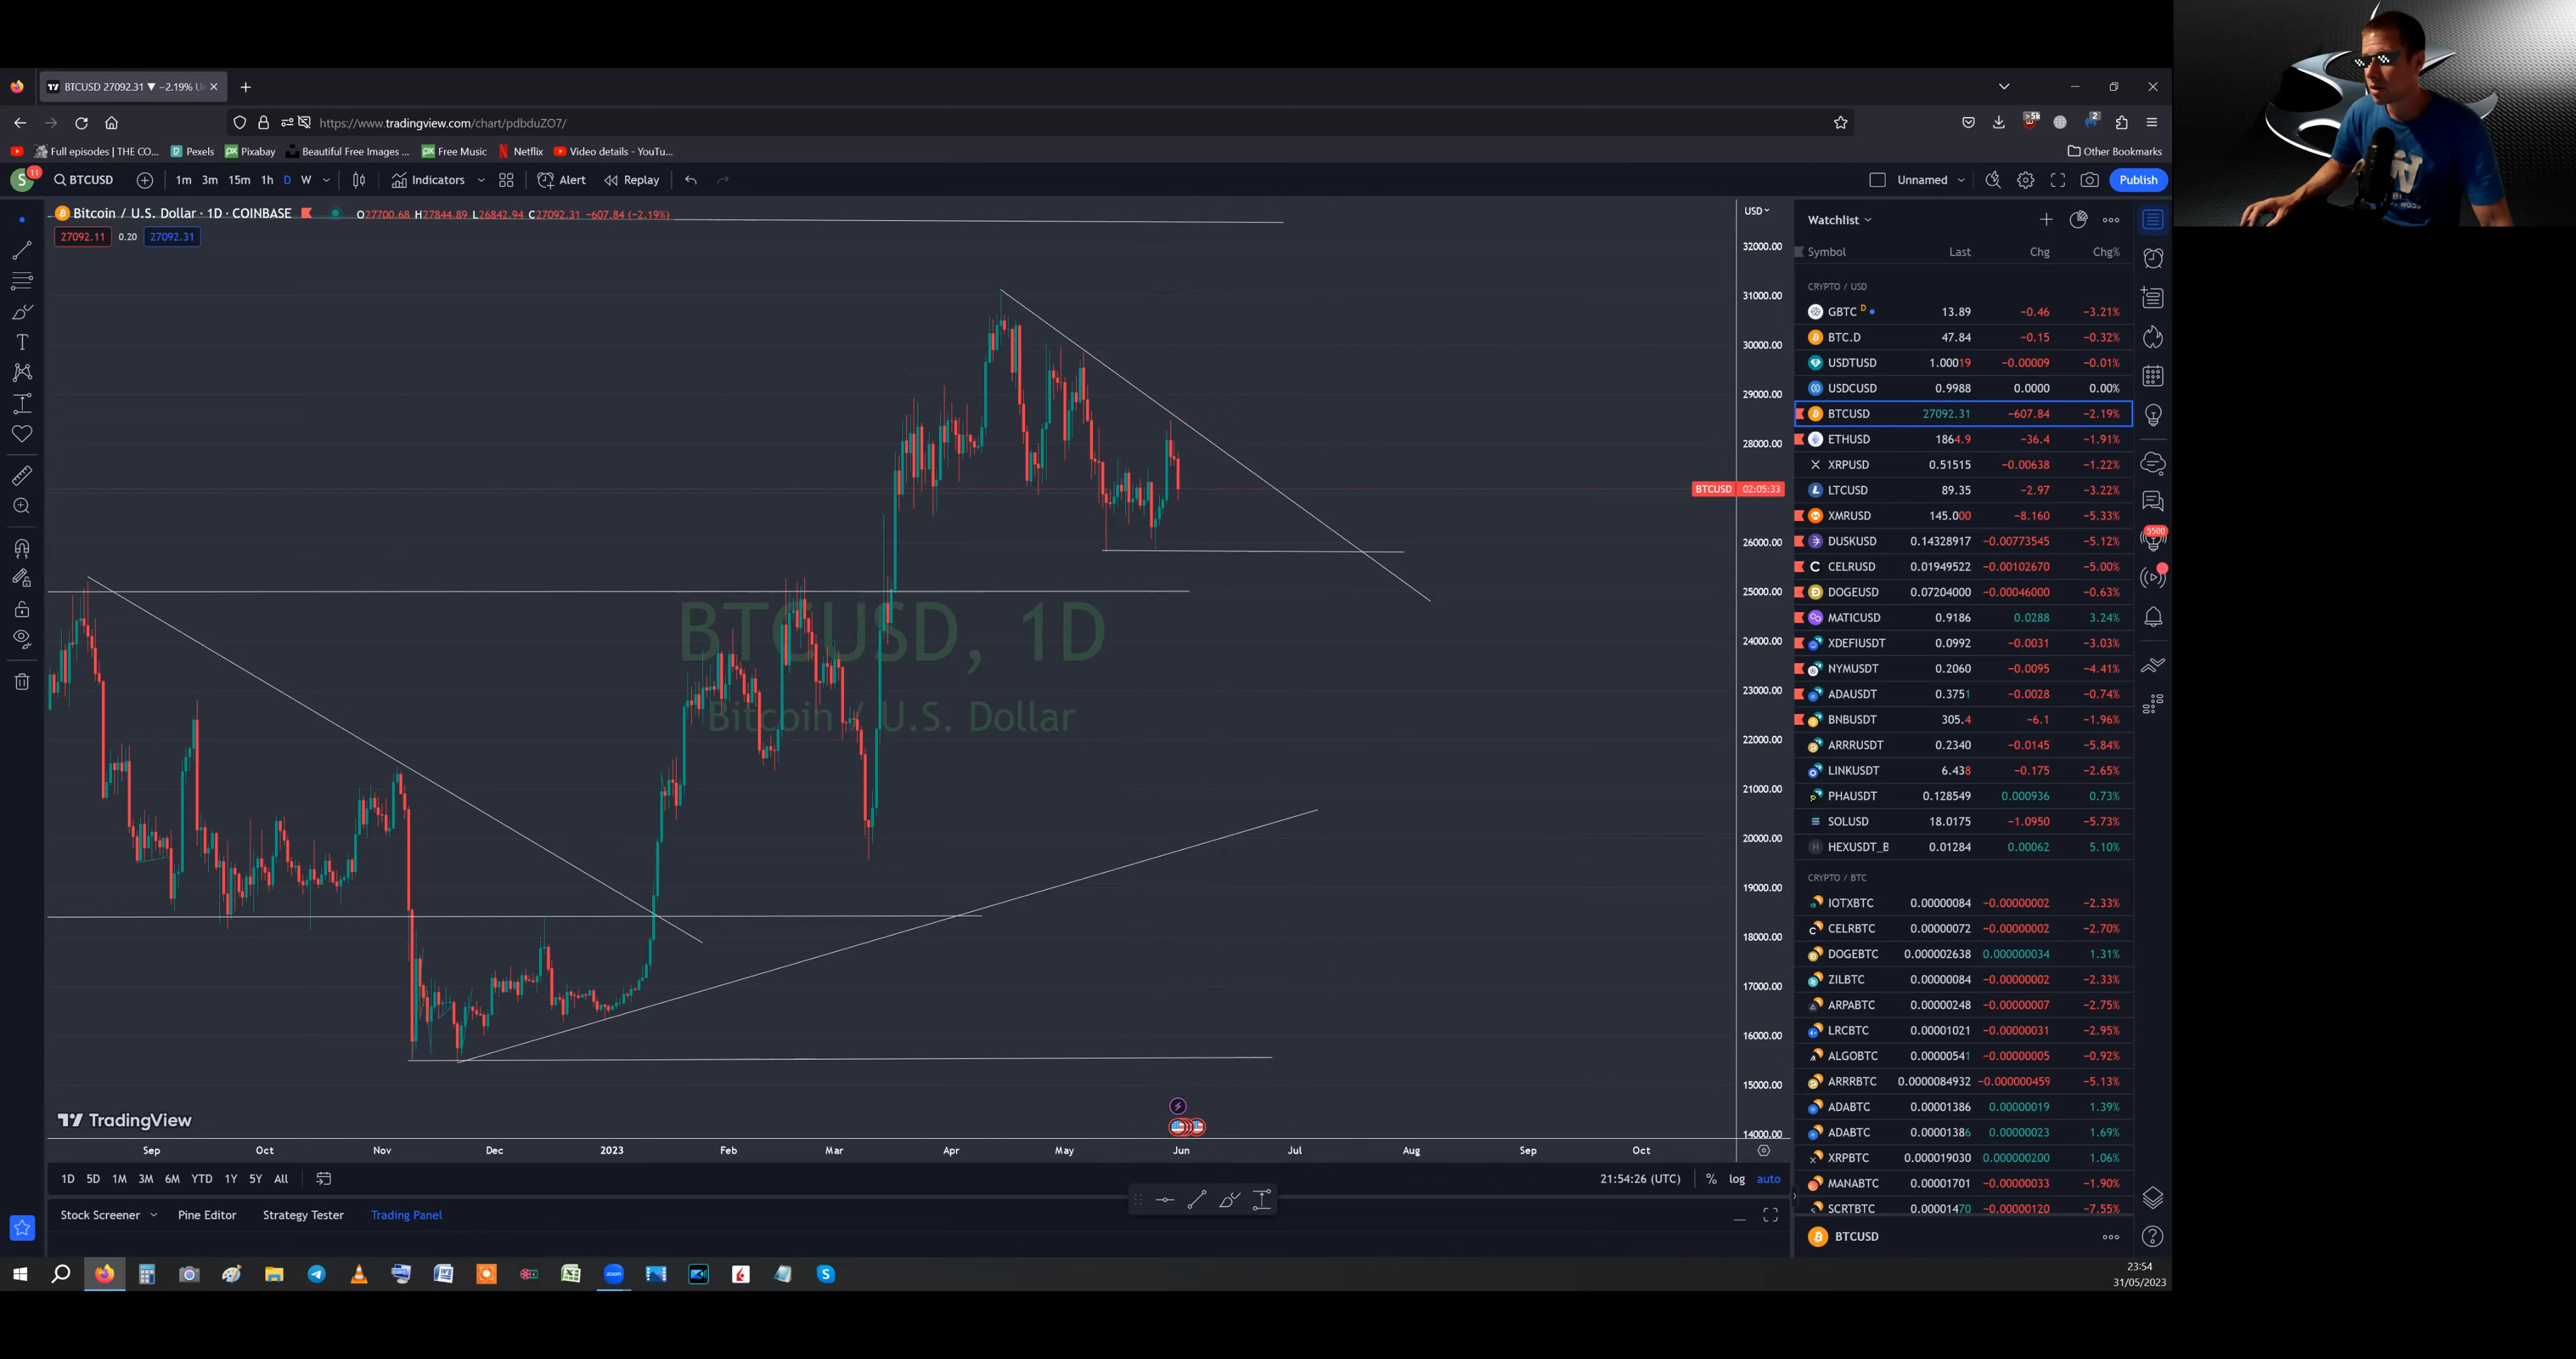 BTCUSD 27092.31 ▼ −2.19% U
https://www.tradingview.com/chart/pdbduZO7/
>5k
2
Full episodes | THE CO... Pexels Pixabay Beautiful Free Images ... Free Music Netflix Video details - YouTu... Other Bookmarks
S 11 BTCUSD 1m 3m 15m 1h D W Indicators Alert Replay Unnamed Publish
Bitcoin / U.S. Dollar · 1D · COINBASE O27700.68 H27844.89 L26842.94 C27092.31 −607.84 (−2.19%)
27092.11 0.20 27092.31
USD
32000.00
31000.00
30000.00
29000.00
28000.00
BTCUSD 02:05:33
26000.00
25000.00
24000.00
23000.00
22000.00
21000.00
20000.00
19000.00
18000.00
17000.00
16000.00
15000.00
14000.00
BTCUSD, 1D
Bitcoin / U.S. Dollar
TradingView
Sep Oct Nov Dec 2023 Feb Mar Apr May Jun Jul Aug Sep Oct
1D 5D 1M 3M 6M YTD 1Y 5Y All 21:54:26 (UTC) % log auto
Stock Screener Pine Editor Strategy Tester Trading Panel
Watchlist
Symbol Last Chg Chg%
CRYPTO / USD
GBTC D 13.89 −0.46 −3.21%
BTC.D 47.84 −0.15 −0.32%
USDTUSD 1.00019 −0.00009 −0.01%
USDCUSD 0.9988 0.0000 0.00%
BTCUSD 27092.31 −607.84 −2.19%
ETHUSD 1864.9 −36.4 −1.91%
XRPUSD 0.51515 −0.00638 −1.22%
LTCUSD 89.35 −2.97 −3.22%
XMRUSD 145.000 −8.160 −5.33%
DUSKUSD 0.14328917 −0.00773545 −5.12%
CELRUSD 0.01949522 −0.00102670 −5.00%
DOGEUSD 0.07204000 −0.00046000 −0.63%
MATICUSD 0.9186 0.0288 3.24%
XDEFIUSDT 0.0992 −0.0031 −3.03%
NYMUSDT 0.2060 −0.0095 −4.41%
ADAUSDT 0.3751 −0.0028 −0.74%
BNBUSDT 305.4 −6.1 −1.96%
ARRRUSDT 0.2340 −0.0145 −5.84%
LINKUSDT 6.438 −0.175 −2.65%
PHAUSDT 0.128549 0.000936 0.73%
SOLUSD 18.0175 −1.0950 −5.73%
HEXUSDT_B 0.01284 0.00062 5.10%
CRYPTO / BTC
IOTXBTC 0.00000084 −0.00000002 −2.33%
CELRBTC 0.00000072 −0.00000002 −2.70%
DOGEBTC 0.000002638 0.000000034 1.31%
ZILBTC 0.00000084 −0.00000002 −2.33%
ARPABTC 0.00000248 −0.00000007 −2.75%
LRCBTC 0.00001021 −0.00000031 −2.95%
ALGOBTC 0.00000541 −0.00000005 −0.92%
ARRRBTC 0.0000084932 −0.000000459 −5.13%
ADABTC 0.00001386 0.00000019 1.39%
ADABTC 0.00001386 0.00000023 1.69%
XRPBTC 0.000019030 0.000000200 1.06%
MANABTC 0.00001701 −0.00000033 −1.90%
SCRTBTC 0.00001470 −0.00000120 −7.55%
BTCUSD
5500
zoom
23:54
31/05/2023